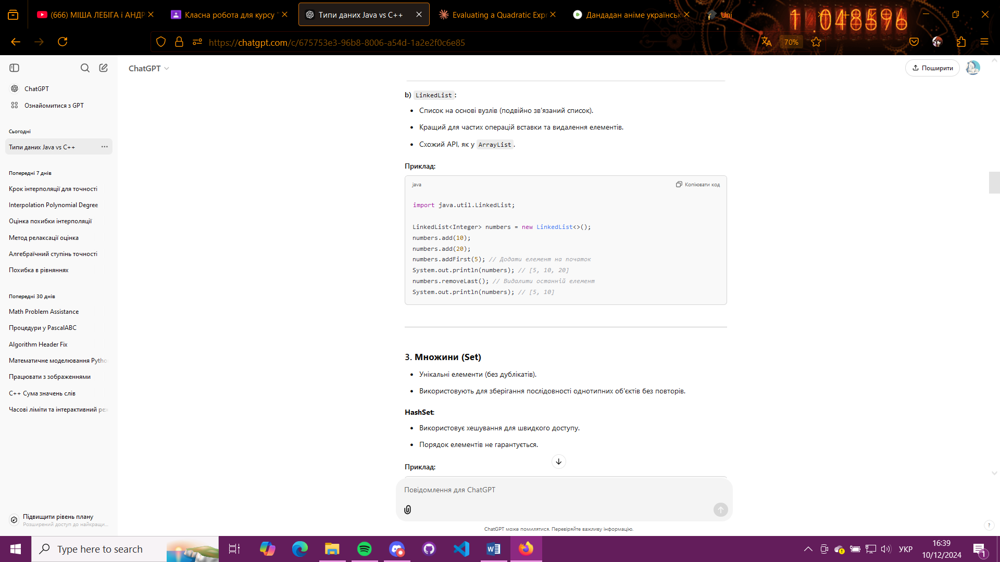 (666) МІША ЛЕБІГА і АНДР
Класна робота для курсу "
Типи даних Java vs C++
Evaluating a Quadratic Expr
Дандадан аніме українськ
Uni
1.048596
https://chatgpt.com/c/675753e3-96b8-8006-a54d-1a2e2f0c6e85
70%
ChatGPT
Поширити
ChatGPT
Ознайомитися з GPT
Сьогодні
Типи даних Java vs C++
Попередні 7 днів
Крок інтерполяції для точності
Interpolation Polynomial Degree
Оцінка похибки інтерполяції
Метод релаксації оцінка
Алгебраїчний ступінь точності
Похибка в рівняннях
Попередні 30 днів
Math Problem Assistance
Процедури у PascalABC
Algorithm Header Fix
Математичне моделювання Pytho
Працювати з зображеннями
C++ Сума значень слів
Часові ліміти та інтерактивний реж
Підвищити рівень плану
Розширений доступ до найкращи...
b) LinkedList:
Список на основі вузлів (подвійно зв'язаний список).
Кращий для частих операцій вставки та видалення елементів.
Схожий API, як у ArrayList.
Приклад:
java
Копіювати код
import java.util.LinkedList;
LinkedList<Integer> numbers = new LinkedList<>();
numbers.add(10);
numbers.add(20);
numbers.addFirst(5); // Додати елемент на початок
System.out.println(numbers); // [5, 10, 20]
numbers.removeLast(); // Видалити останній елемент
System.out.println(numbers); // [5, 10]
3. Множини (Set)
Унікальні елементи (без дублікатів).
Використовують для зберігання послідовності однотипних об'єктів без повторів.
HashSet:
Використовує хешування для швидкого доступу.
Порядок елементів не гарантується.
Приклад:
Повідомлення для ChatGPT
ChatGPT може помилятися. Перевіряйте важливу інформацію.
?
Type here to search
УКР
16:39
10/12/2024
1